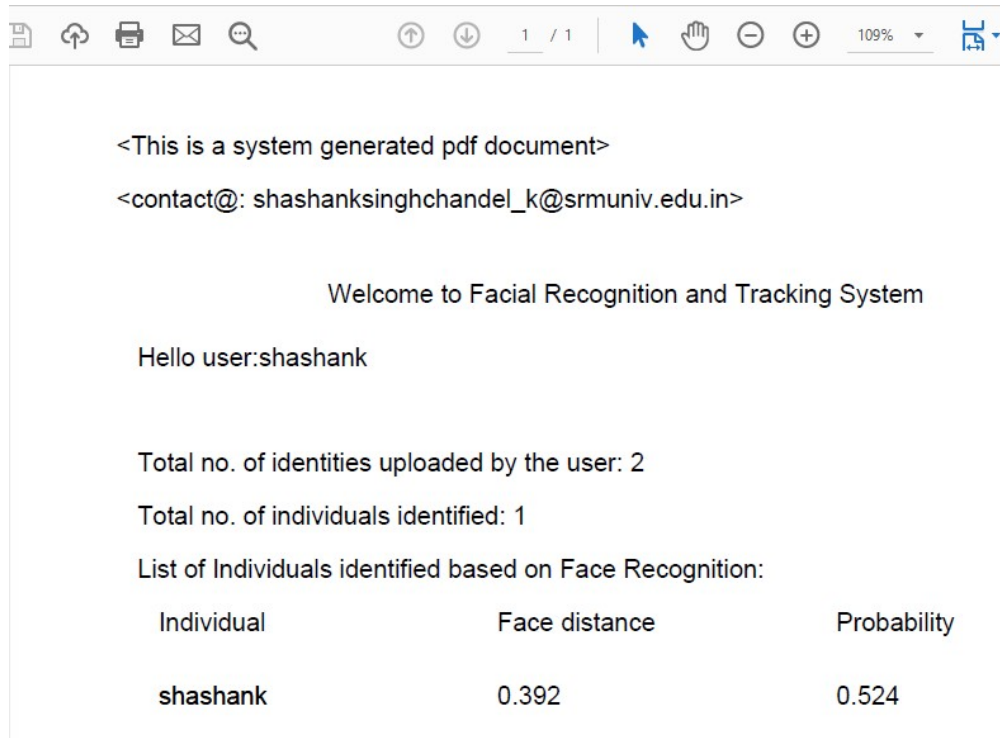 1 / 1 109%
<This is a system generated pdf document>
<contact@: shashanksinghchandel_k@srmuniv.edu.in>
Welcome to Facial Recognition and Tracking System
Hello user:shashank
Total no. of identities uploaded by the user: 2
Total no. of individuals identified: 1
List of Individuals identified based on Face Recognition:
Individual Face distance Probability
shashank 0.392 0.524